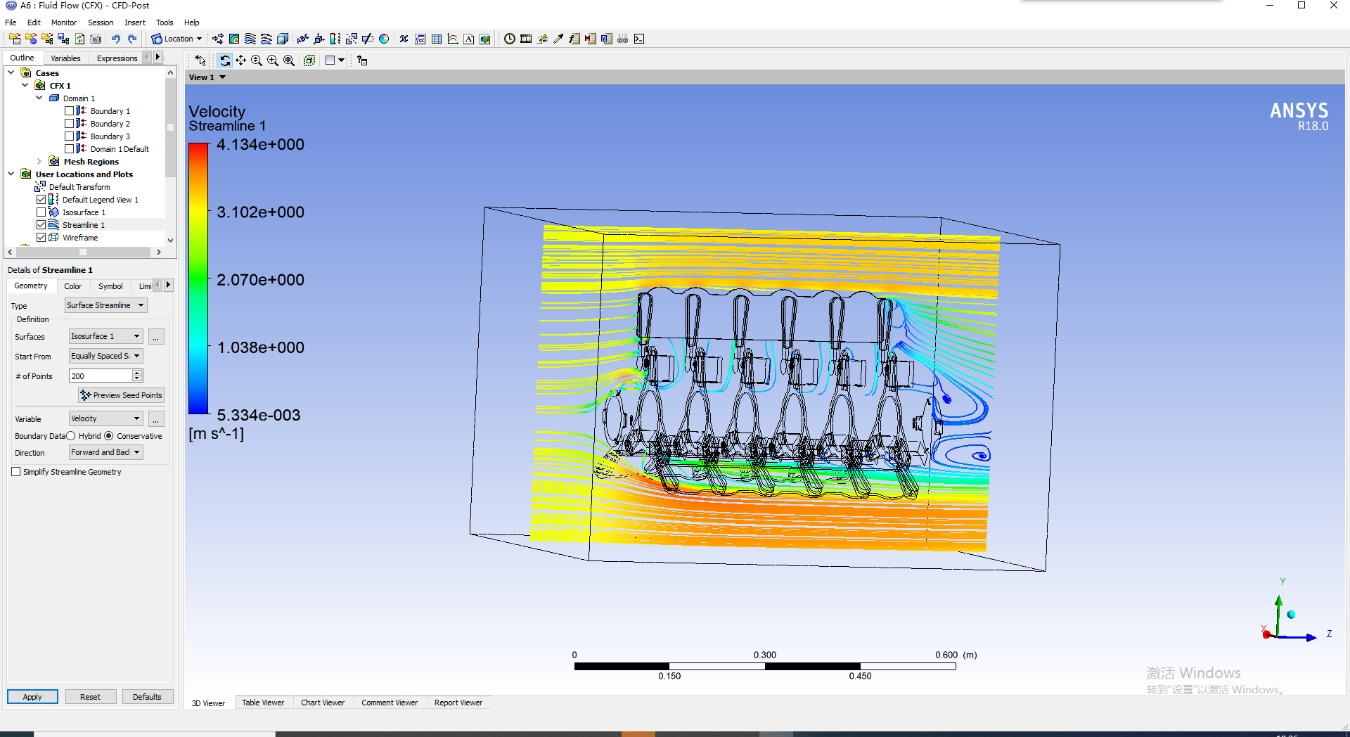 A6 : Fluid Flow (CFX) - CFD-Post
File Edit Monitor Session Insert Tools Help
Location
Outline Variables Expressions
View 1
Cases
CFX 1
Domain 1
Boundary 1
Boundary 2
Boundary 3
Domain 1 Default
Mesh Regions
User Locations and Plots
Default Transform
Default Legend View 1
Isosurface 1
Streamline 1
Wireframe
Details of Streamline 1
Geometry Color Symbol Limi
Type Surface Streamline
Definition
Surfaces Isosurface 1 ...
Start From Equally Spaced S
# of Points 200
Preview Seed Points
Variable Velocity ...
Boundary Data Hybrid Conservative
Direction Forward and Bacl
Simplify Streamline Geometry
Apply Reset Defaults
Velocity
Streamline 1
4.134e+000
3.102e+000
2.070e+000
1.038e+000
5.334e-003
[m s^-1]
ANSYS
R18.0
Y
X
Z
0 0.300 0.600 (m)
0.150 0.450
激活 Windows
转到"设置"以激活 Windows。
3D Viewer Table Viewer Chart Viewer Comment Viewer Report Viewer